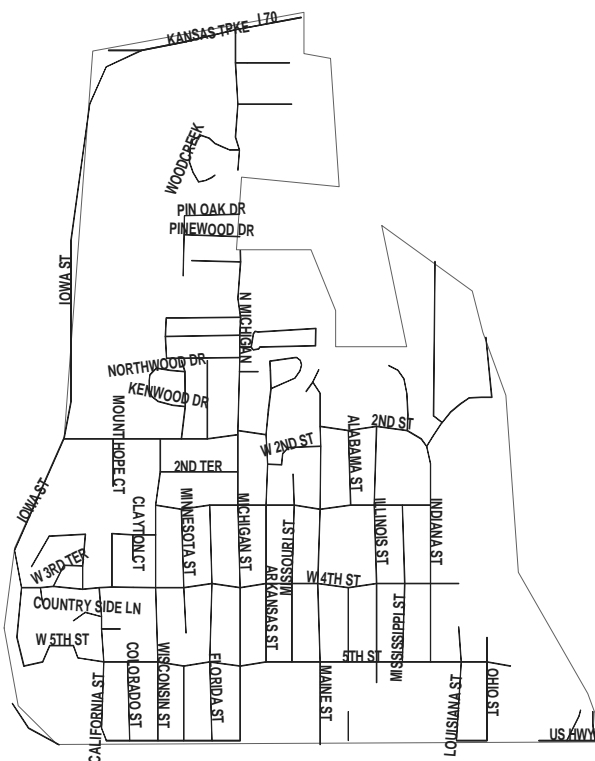 KANSAS TPKE I 70
WOODCREEK
PIN OAK DR
PINEWOOD DR
IOWA ST
N MICHIGAN
NORTHWOOD DR
KENWOOD DR
MOUNT HOPE CT
2ND ST
ALABAMA ST
W 2ND ST
2ND TER
IOWA ST
CLAYTON CT
MINNESOTA ST
MICHIGAN ST
MISSOURI ST
ILLINOIS ST
INDIANA ST
W 3RD TER
ARKANSAS ST
W 4TH ST
COUNTRY SIDE LN
MISSISSIPPI ST
W 5TH ST
5TH ST
CALIFORNIA ST
COLORADO ST
WISCONSIN ST
FLORIDA ST
MAINE ST
LOUISIANA ST
OHIO ST
US HWY